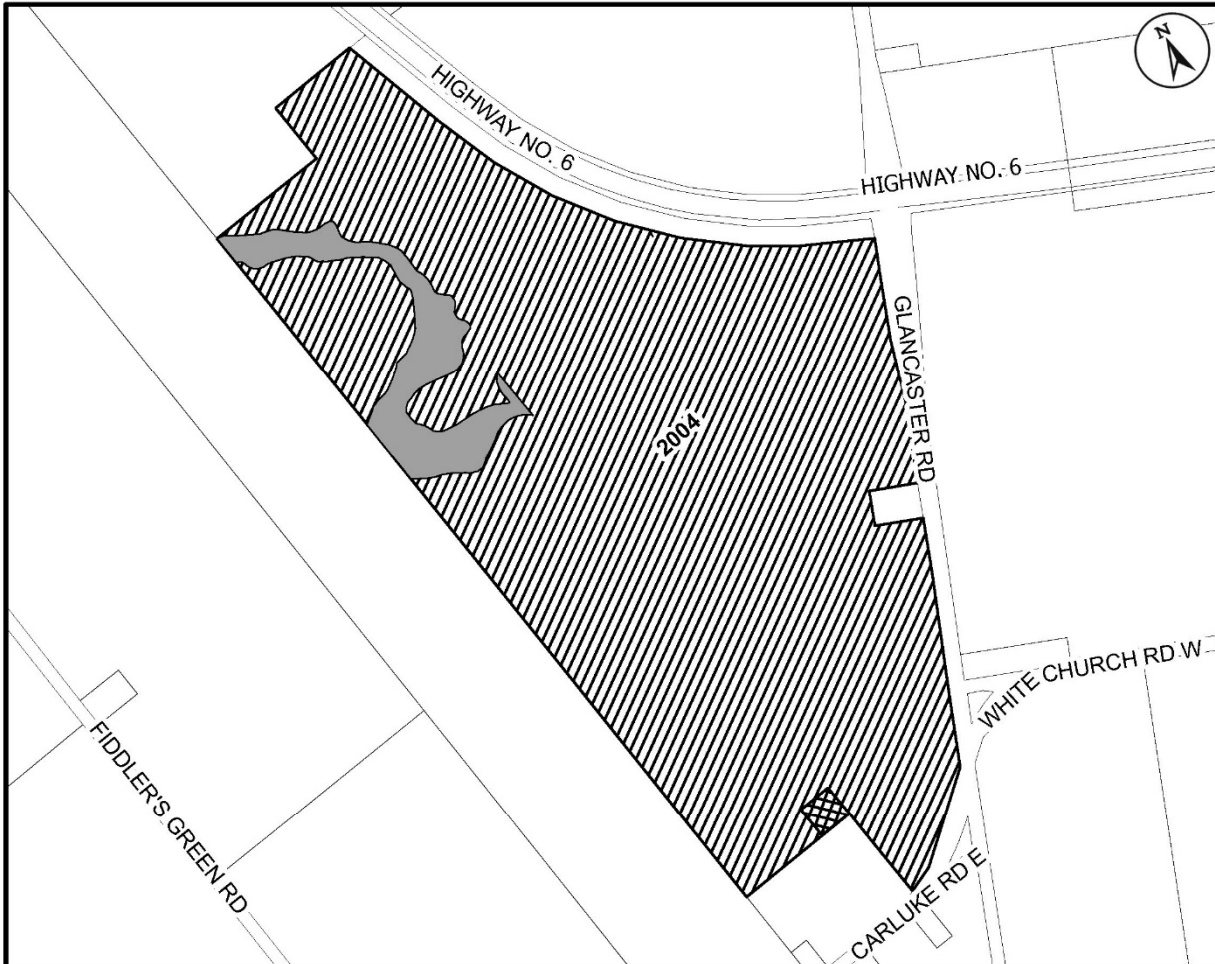 N
HIGHWAY NO. 6
HIGHWAY NO. 6
GLANCASTER RD
2004
WHITE CHURCH RD W
FIDDLER'S GREEN RD
CARLUKE RD E